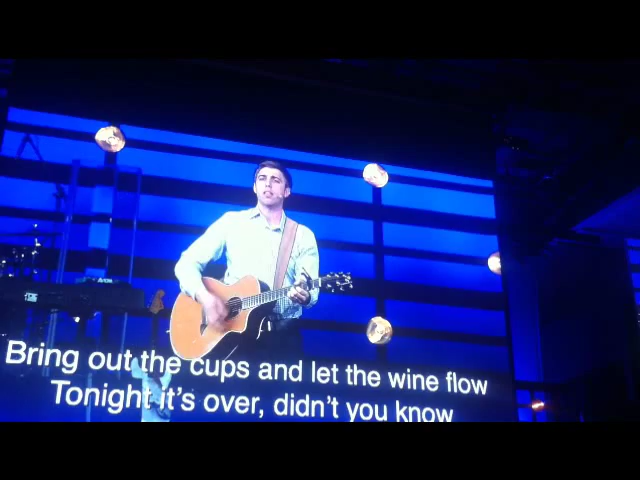 Bring out the cups and let the wine flow
Tonight it's over, didn't you know